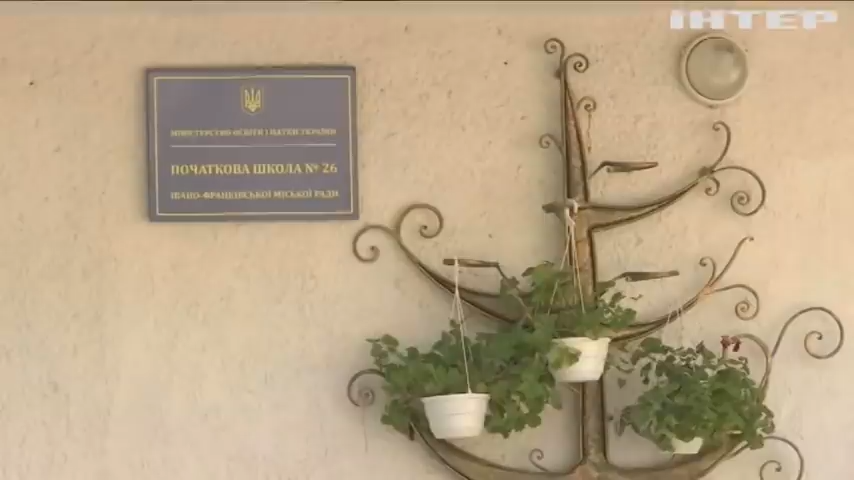 ІНТЕР
МІНІСТЕРСТВО ОСВІТИ І НАУКИ УКРАЇНИ
ПОЧАТКОВА ШКОЛА № 26
ІВАНО-ФРАНКІВСЬКОЇ МІСЬКОЇ РАДИ